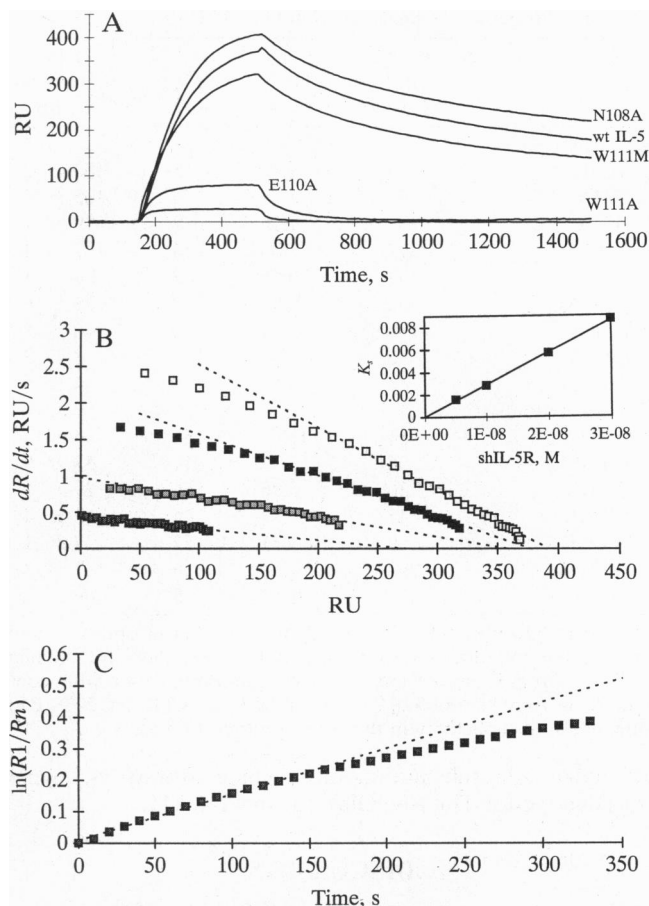 A
400
300
200
100
0
RU
N108A
wt IL-5
W111M
E110A
W111A
0 200 400 600 800 1000 1200 1400 1600
Time, s
B
3
2.5
2
1.5
1
0.5
0
dR/dt, RU/s
0.008
0.006
0.004
0.002
0
Ks
0E+00 1E-08 2E-08 3E-08
shIL-5R, M
0 50 100 150 200 250 300 350 400 450
RU
C
0.6
0.5
0.4
0.3
0.2
0.1
0
ln(R1/Rn)
0 50 100 150 200 250 300 350
Time, s